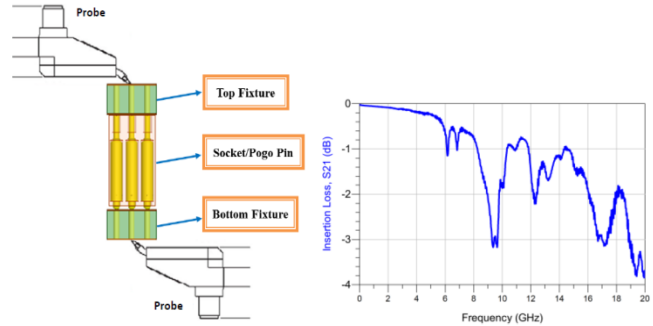 Probe
Top Fixture
Socket/Pogo Pin
Bottom Fixture
Probe
Insertion Loss, S21 (dB)
0
-1
-2
-3
-4
0 2 4 6 8 10 12 14 16 18 20
Frequency (GHz)